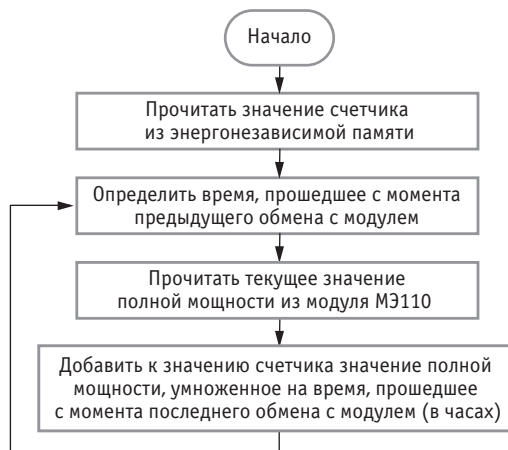 Начало
Прочитать значение счетчика
из энергонезависимой памяти
Определить время, прошедшее с момента
предыдущего обмена с модулем
Прочитать текущее значение
полной мощности из модуля МЭ110
Добавить к значению счетчика значение полной
мощности, умноженное на время, прошедшее
с момента последнего обмена с модулем (в часах)